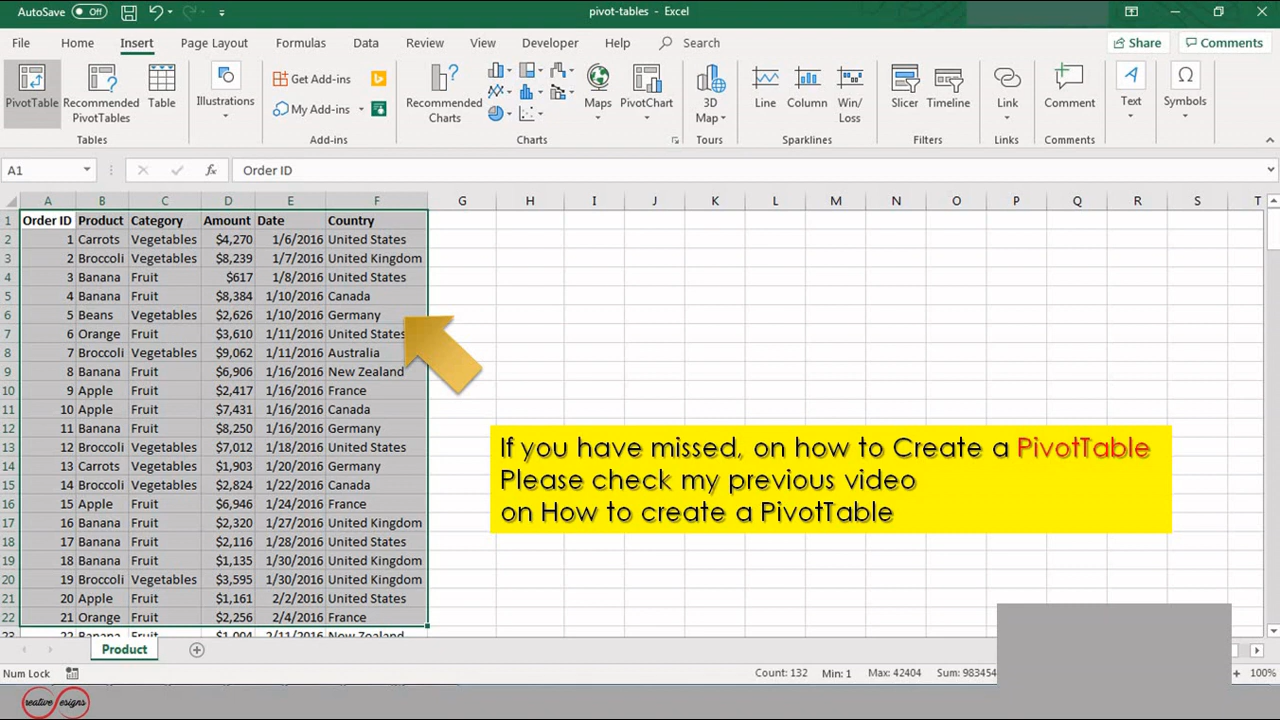 AutoSave Off pivot-tables - Excel
File Home Insert Page Layout Formulas Data Review View Developer Help Search Share Comments
PivotTable Recommended PivotTables Table Illustrations Get Add-ins My Add-ins Recommended Charts Maps PivotChart 3D Map Line Column Win/Loss Slicer Timeline Link Comment Text Symbols
Tables Add-ins Charts Tours Sparklines Filters Links Comments
A1 fx Order ID
A B C D E F G H I J K L M N O P Q R S T
1 Order ID Product Category Amount Date Country
2 1 Carrots Vegetables $4,270 1/6/2016 United States
3 2 Broccoli Vegetables $8,239 1/7/2016 United Kingdom
4 3 Banana Fruit $617 1/8/2016 United States
5 4 Banana Fruit $8,384 1/10/2016 Canada
6 5 Beans Vegetables $2,626 1/10/2016 Germany
7 6 Orange Fruit $3,610 1/11/2016 United States
8 7 Broccoli Vegetables $9,062 1/11/2016 Australia
9 8 Banana Fruit $6,906 1/16/2016 New Zealand
10 9 Apple Fruit $2,417 1/16/2016 France
11 10 Apple Fruit $7,431 1/16/2016 Canada
12 11 Banana Fruit $8,250 1/16/2016 Germany
13 12 Broccoli Vegetables $7,012 1/18/2016 United States
14 13 Carrots Vegetables $1,903 1/20/2016 Germany
15 14 Broccoli Vegetables $2,824 1/22/2016 Canada
16 15 Apple Fruit $6,946 1/24/2016 France
17 16 Banana Fruit $2,320 1/27/2016 United Kingdom
18 17 Banana Fruit $2,116 1/28/2016 United States
19 18 Banana Fruit $1,135 1/30/2016 United Kingdom
20 19 Broccoli Vegetables $3,595 1/30/2016 United Kingdom
21 20 Apple Fruit $1,161 2/2/2016 United States
22 21 Orange Fruit $2,256 2/4/2016 France
23 22 Banana Fruit $1,004 2/11/2016 New Zealand
If you have missed, on how to Create a PivotTable
Please check my previous video
on How to create a PivotTable
Product
Num Lock Count: 132 Min: 1 Max: 42404 Sum: 983454 100%
reative esigns